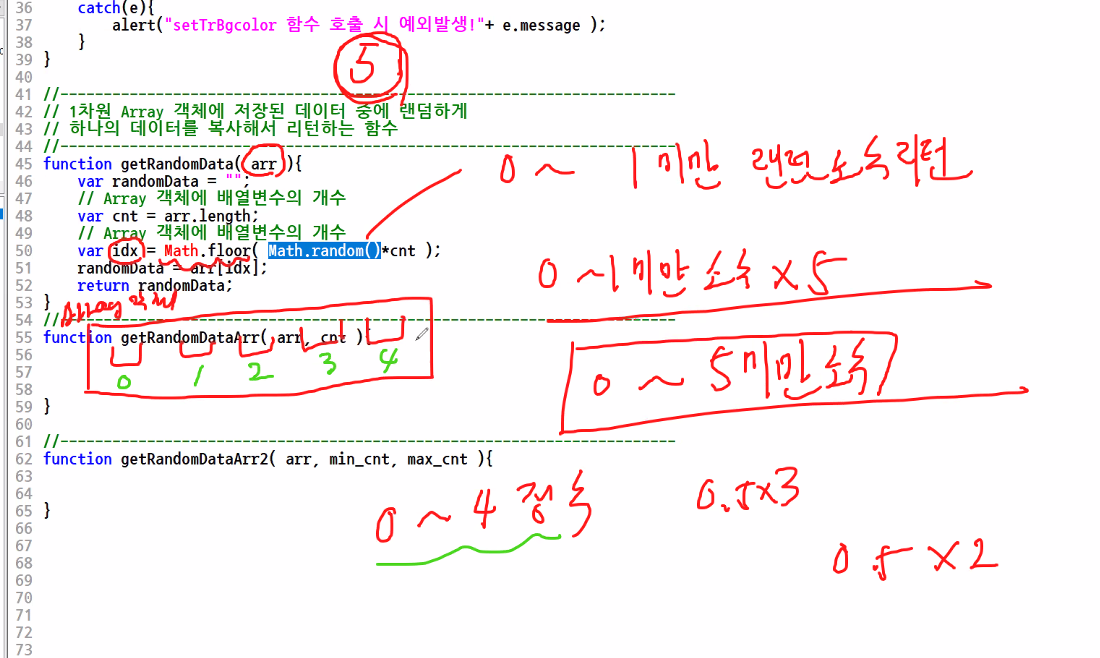 36 catch(e){
37 alert("setTrBgcolor 함수 호출 시 예외발생!"+ e.message );
38 }
39 }
5
40
41 //-----------------------------------------------------------------------
42 // 1차원 Array 객체에 저장된 데이터 중에 랜덤하게
43 // 하나의 데이터를 복사해서 리턴하는 함수
44 //-----------------------------------------------------------------------
45 function getRandomData( arr ){
0 ~ 1 미만 랜덤소수리턴
46 var randomData = "";
47 // Array 객체에 배열변수의 개수
48 var cnt = arr.length;
49 // Array 객체에 배열변수의 개수
50 var idx = Math.floor( Math.random()*cnt );
51 randomData = arr[idx];
0 ~ 1 미만 소수 x 5
52 return randomData;
53 }
Array 객체
54 //-----------------------------------------------------------------------
55 function getRandomDataArr( arr, cnt ){
56
57
0 1 2 3 4
0 ~ 5 미만 소수
58
59 }
60
61 //-----------------------------------------------------------------------
62 function getRandomDataArr2( arr, min_cnt, max_cnt ){
63
64
65 }
0 ~ 4 정수
0.5x3
66
67
68
0.5 x 2
69
70
71
72
73